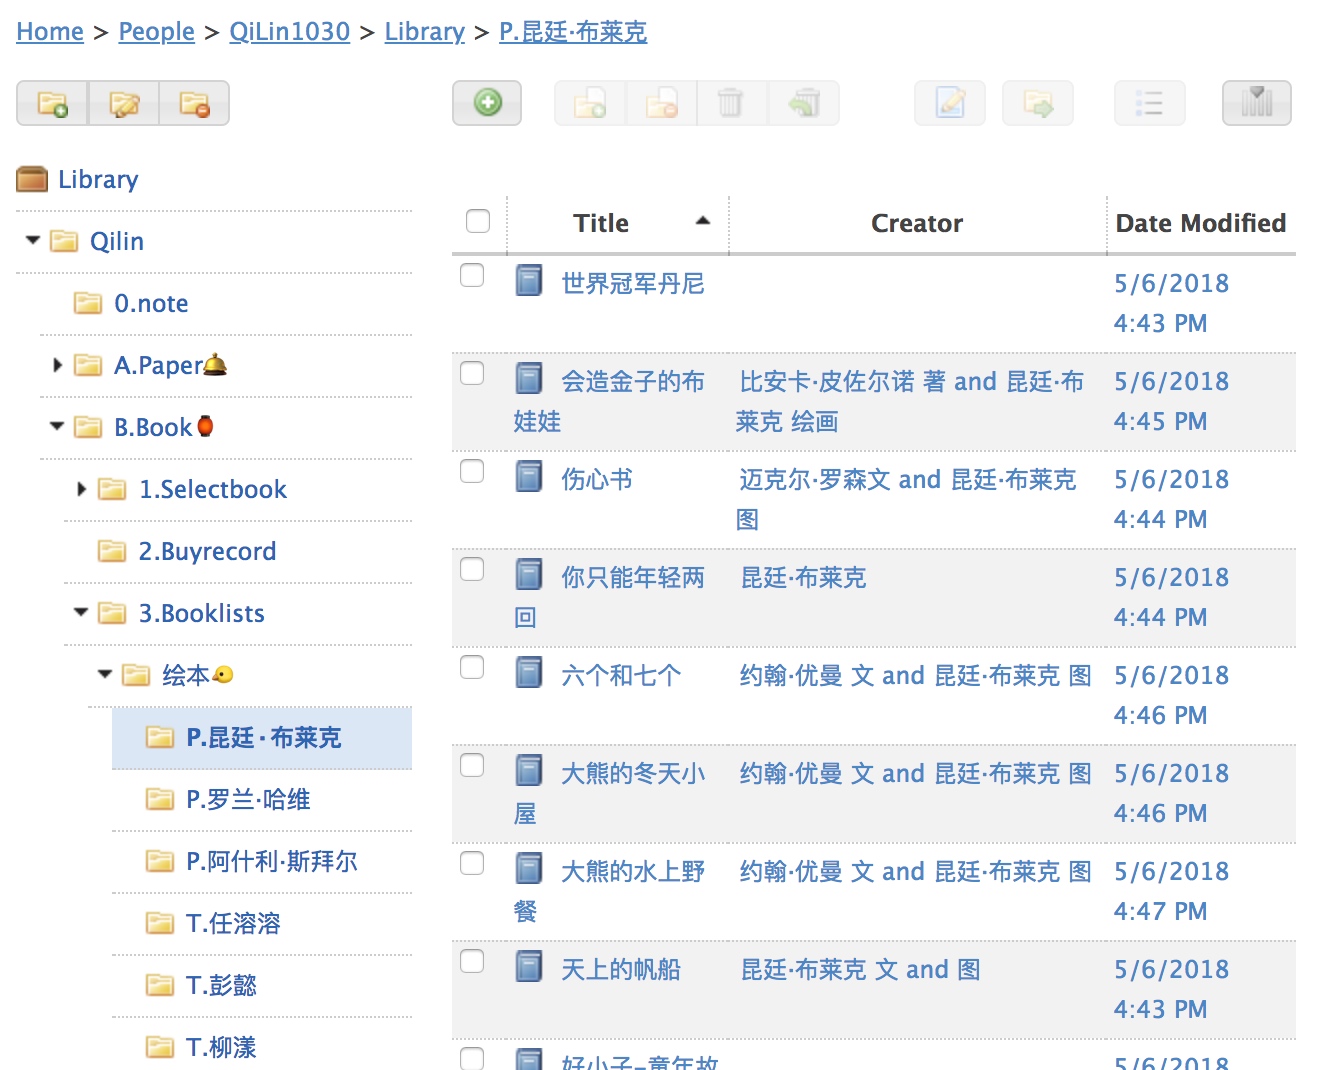 Home > People > QiLin1030 > Library > P.昆廷·布莱克
Library
Qilin
0.note
A.Paper
B.Book
1.Selectbook
2.Buyrecord
3.Booklists
绘本
P.昆廷·布莱克
P.罗兰·哈维
P.阿什利·斯拜尔
T.任溶溶
T.彭懿
T.柳漾
Title Creator Date Modified
世界冠军丹尼 5/6/2018
4:43 PM
会造金子的布 比安卡·皮佐尔诺 著 and 昆廷·布 5/6/2018
娃娃 莱克 绘画 4:45 PM
伤心书 迈克尔·罗森文 and 昆廷·布莱克 5/6/2018
图 4:44 PM
你只能年轻两 昆廷·布莱克 5/6/2018
回 4:44 PM
六个和七个 约翰·优曼 文 and 昆廷·布莱克 图 5/6/2018
4:46 PM
大熊的冬天小 约翰·优曼 文 and 昆廷·布莱克 图 5/6/2018
屋 4:46 PM
大熊的水上野 约翰·优曼 文 and 昆廷·布莱克 图 5/6/2018
餐 4:47 PM
天上的帆船 昆廷·布莱克 文 and 图 5/6/2018
4:43 PM
好小子–童年故 5/6/2018